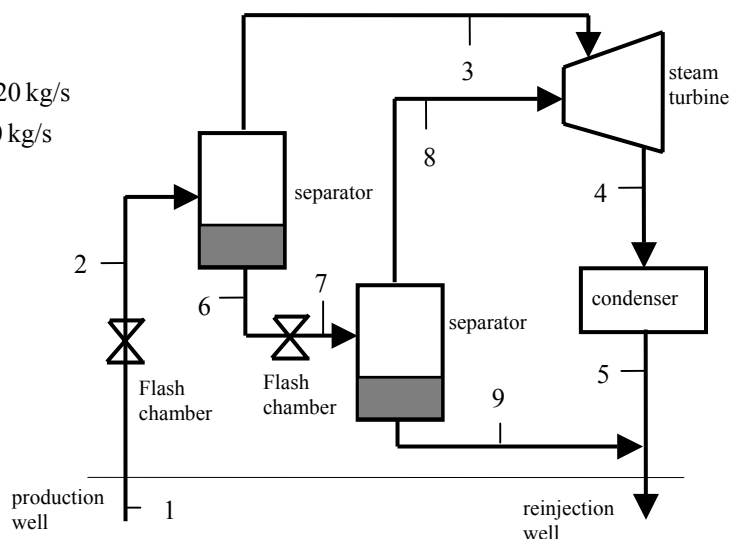 3
steam
turbine
20 kg/s
kg/s
8
separator
4
2
7
6
condenser
separator
5
Flash
chamber
Flash
chamber
9
production
well
1
reinjection
well